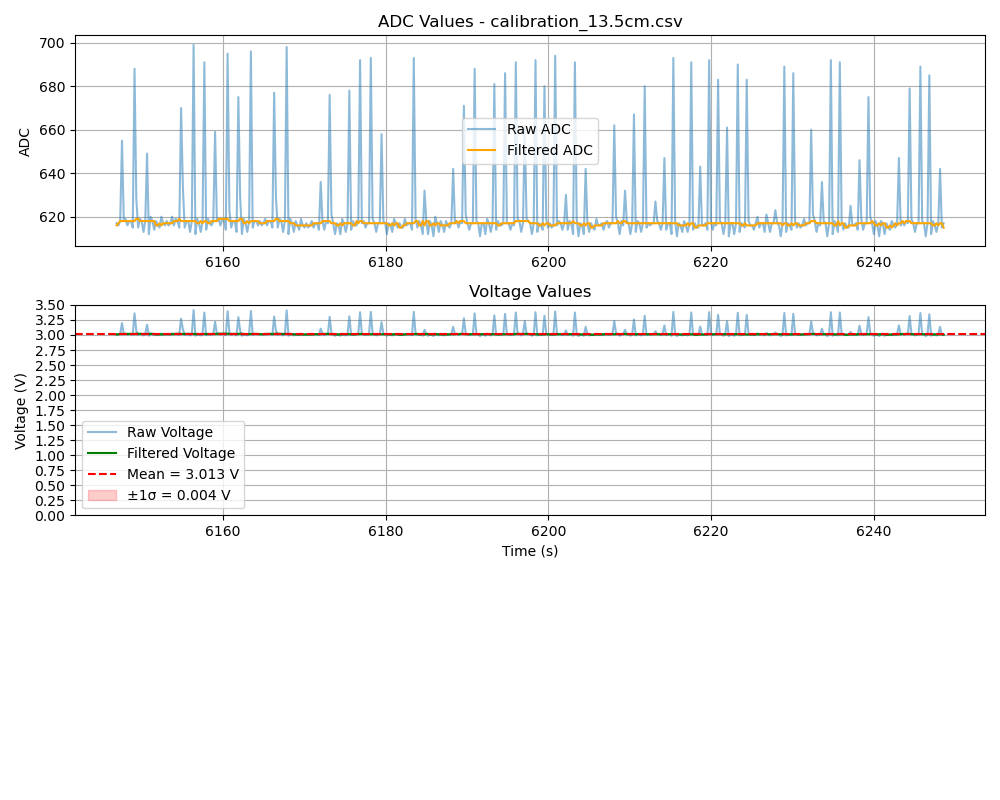 ADC Values - calibration_13.5cm.csv
700
680
660
640
620
ADC
Raw ADC
Filtered ADC
6160 6180 6200 6220 6240
Voltage Values
3.50
3.25
3.00
2.75
2.50
2.25
2.00
1.75
1.50
1.25
1.00
0.75
0.50
0.25
0.00
Voltage (V)
Raw Voltage
Filtered Voltage
Mean = 3.013 V
±1σ = 0.004 V
6160 6180 6200 6220 6240
Time (s)